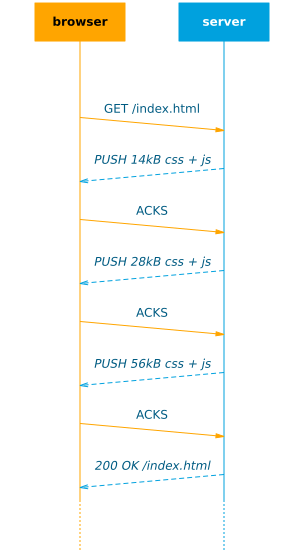 browser
server
GET /index.html
PUSH 14kB css + js
ACKS
PUSH 28kB css + js
ACKS
PUSH 56kB css + js
ACKS
200 OK /index.html